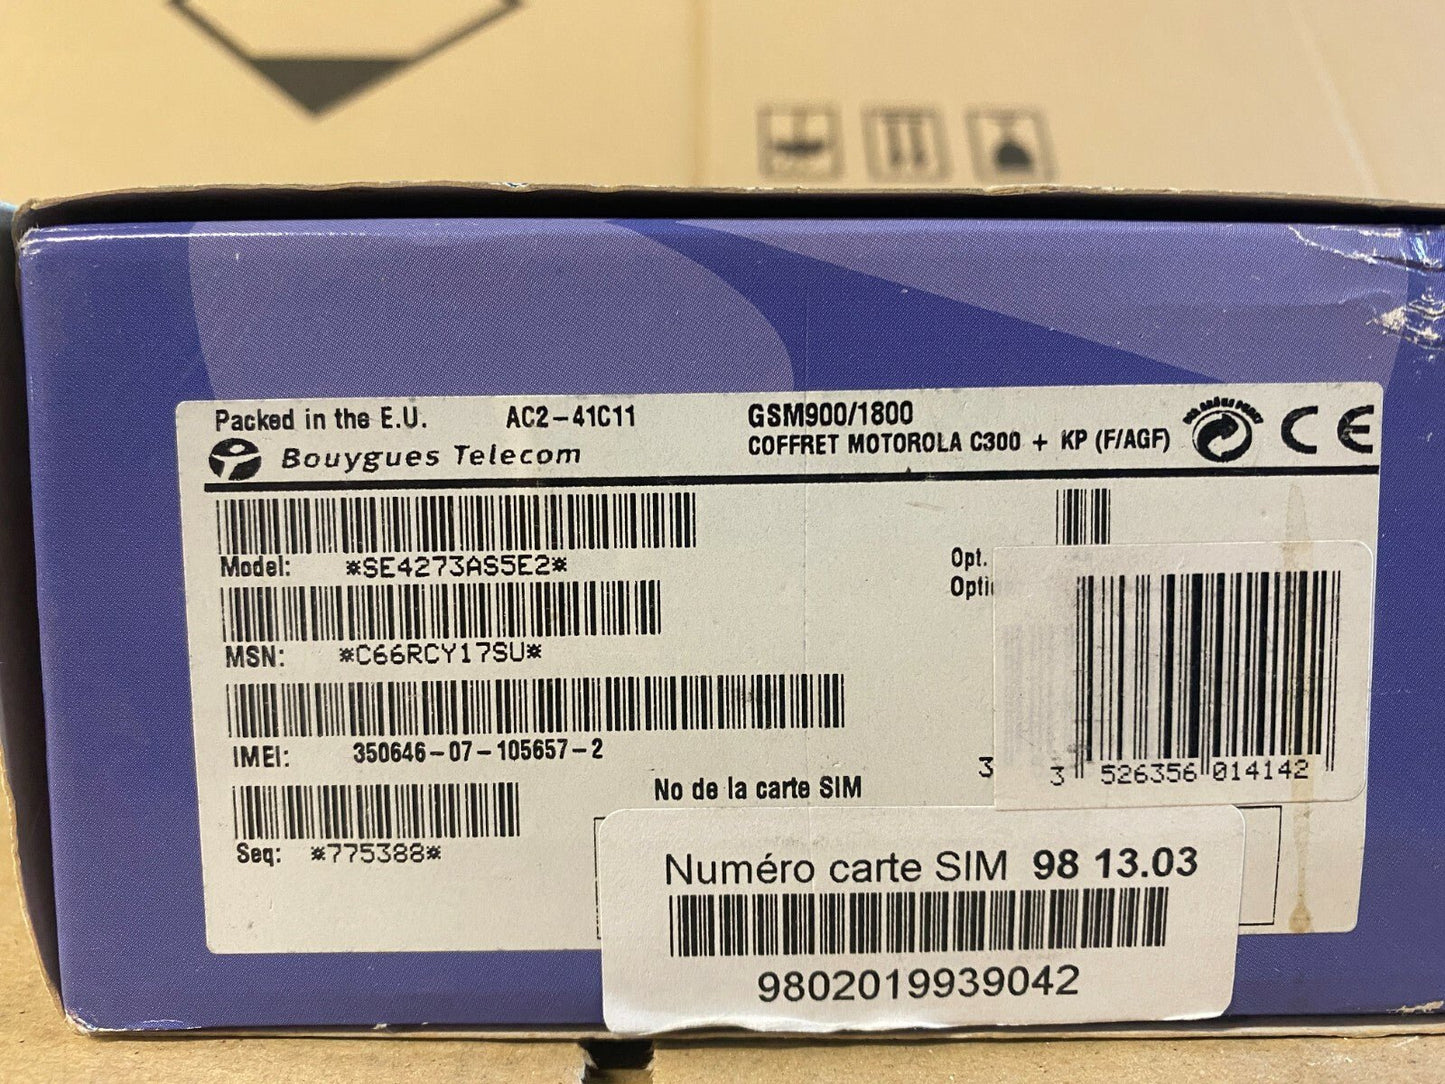 Packed in the E.U. AC2-41C11 GSM900/1800
Bouygues Telecom COFFRET MOTOROLA C300 + KP (F/AGF) CE
Model: *SE4273AS5E2* Opt.
MSN: *C66RCY17SU*
IMEI: 350646-07-105657-2
3 3 526356 014142
No de la carte SIM
Seq: *775388*
Numéro carte SIM 98 13.03
9802019939042